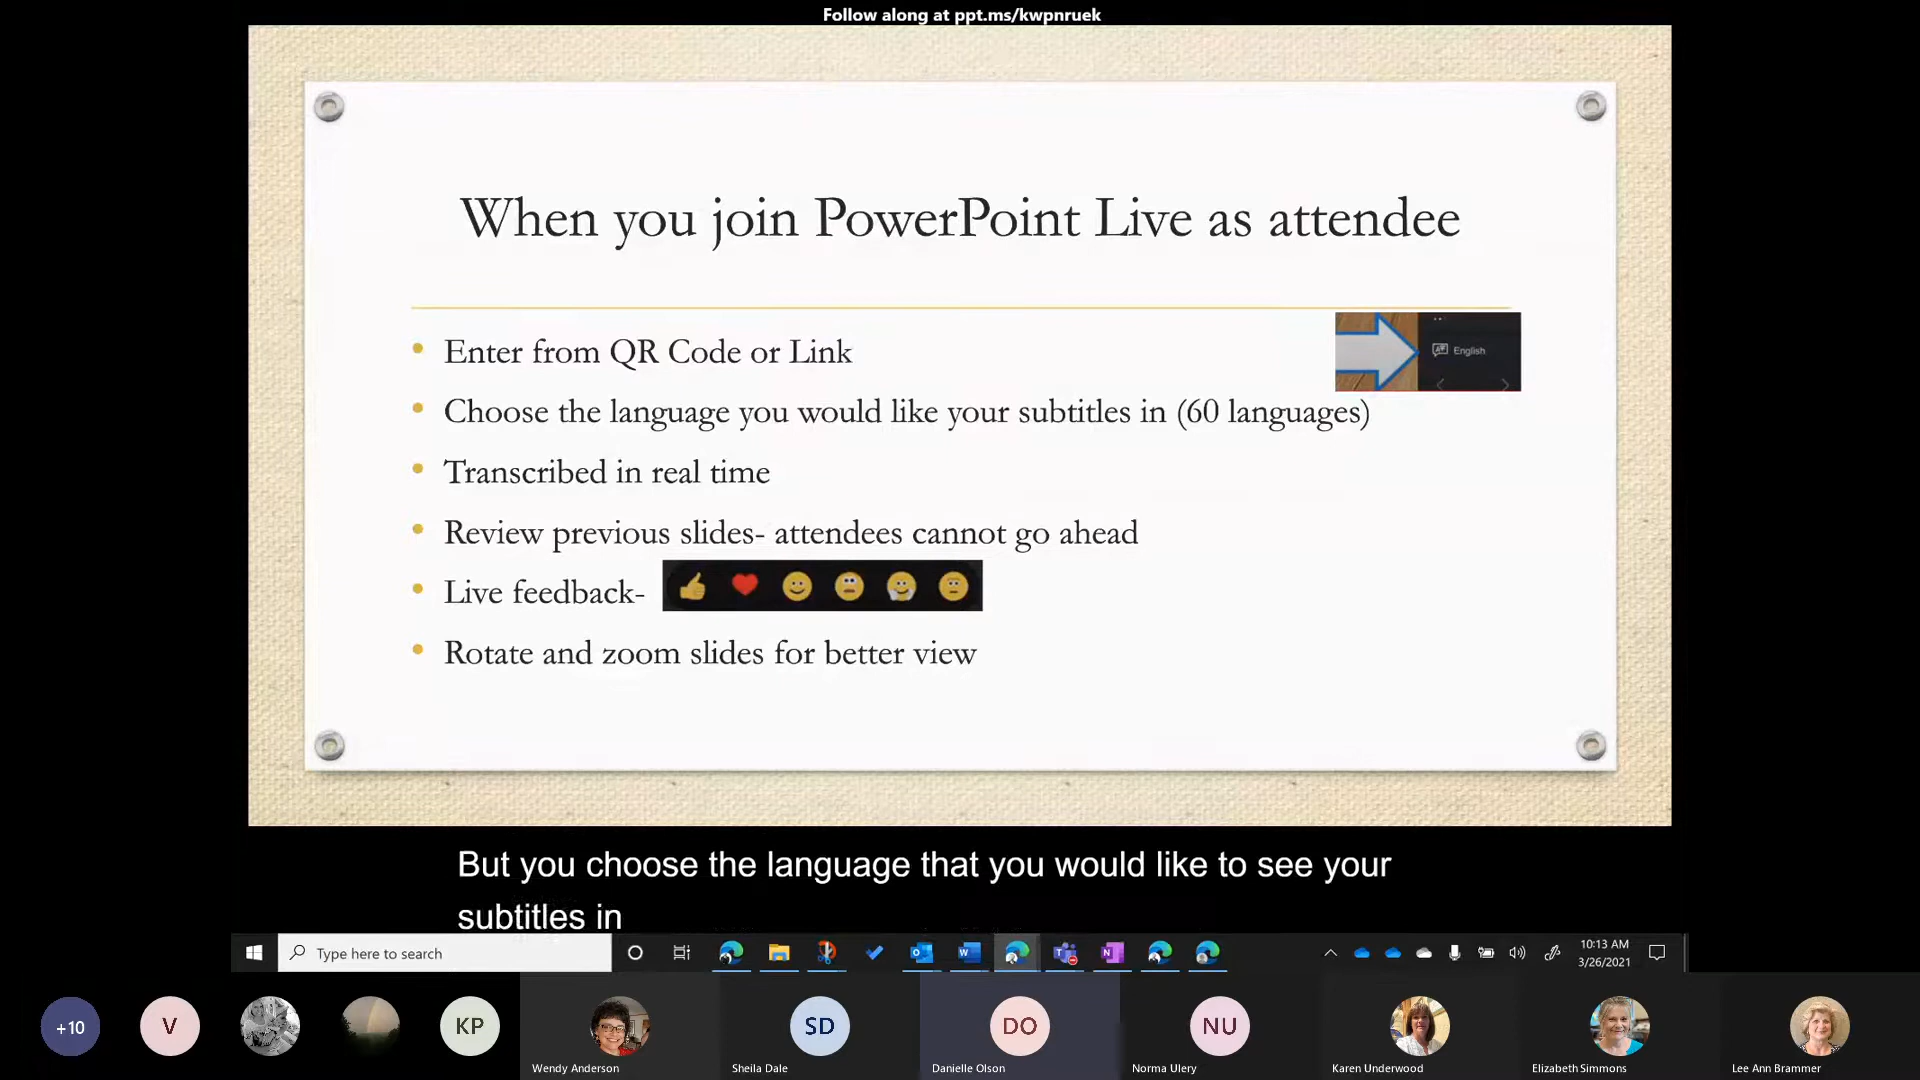 Follow along at ppt.ms/kwpnruek
When you join PowerPoint Live as attendee
English
• Enter from QR Code or Link
• Choose the language you would like your subtitles in (60 languages)
• Transcribed in real time
• Review previous slides- attendees cannot go ahead
• Live feedback-
• Rotate and zoom slides for better view
But you choose the language that you would like to see your
subtitles in
Type here to search
10:13 AM
3/26/2021
+10
V
KP
SD
DO
NU
Wendy Anderson
Sheila Dale
Danielle Olson
Norma Ulery
Karen Underwood
Elizabeth Simmons
Lee Ann Brammer